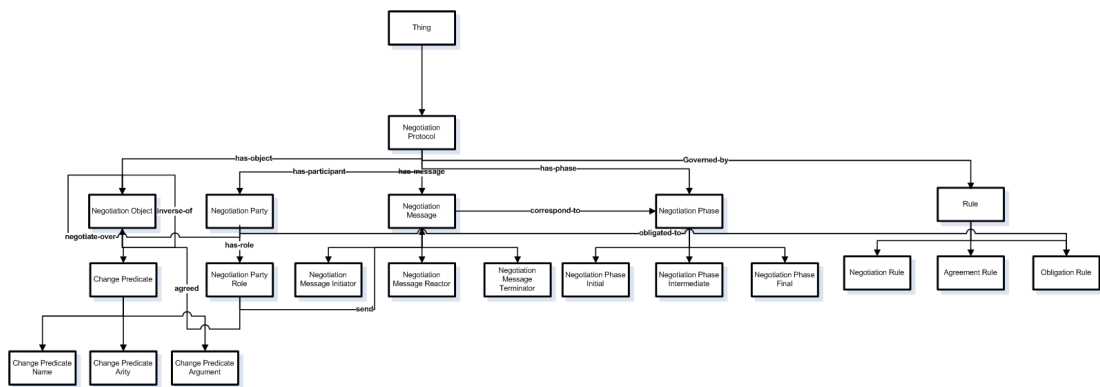 Thing
Negotiation
Protocol
has-object
Governed-by
has-participant
has-message
has-phase
Negotiation Object
inverse-of
Negotiation Party
Negotiation
Message
correspond-to
Negotiation Phase
Rule
negotiate-over
has-role
obligated-to
Change Predicate
agreed
Negotiation Party
Role
Negotiation
Message Initiator
Negotiation
Message Reactor
Negotiation
Message
Terminator
Negotiation Phase
Initial
Negotiation Phase
Intermediate
Negotiation Phase
Final
Negotiation Rule
Agreement Rule
Obligation Rule
send
Change Predicate
Name
Change Predicate
Arity
Change Predicate
Argument